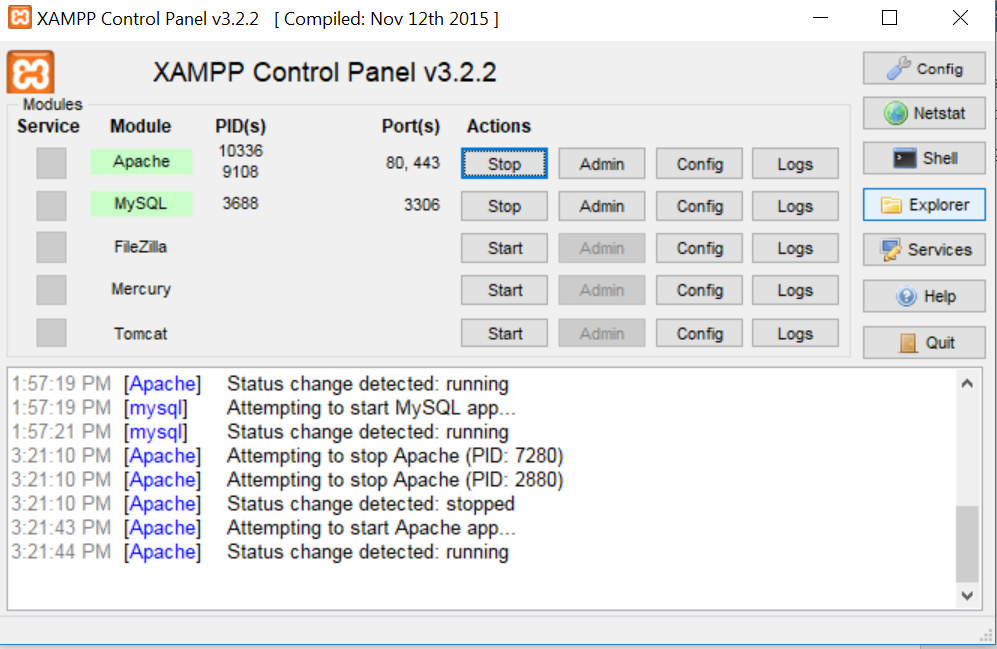 XAMPP Control Panel v3.2.2 [ Compiled: Nov 12th 2015 ]
XAMPP Control Panel v3.2.2
Config
Modules
Service Module PID(s) Port(s) Actions
Netstat
Apache 10336 9108 80, 443 Stop Admin Config Logs
Shell
MySQL 3688 3306 Stop Admin Config Logs
Explorer
FileZilla Start Admin Config Logs
Services
Mercury Start Admin Config Logs
Help
Tomcat Start Admin Config Logs
Quit
1:57:19 PM [Apache] Status change detected: running
1:57:19 PM [mysql] Attempting to start MySQL app...
1:57:21 PM [mysql] Status change detected: running
3:21:10 PM [Apache] Attempting to stop Apache (PID: 7280)
3:21:10 PM [Apache] Attempting to stop Apache (PID: 2880)
3:21:10 PM [Apache] Status change detected: stopped
3:21:43 PM [Apache] Attempting to start Apache app...
3:21:44 PM [Apache] Status change detected: running